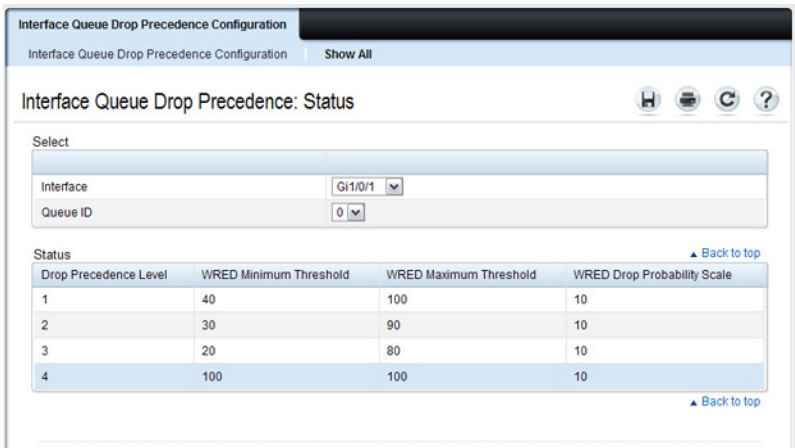 Interface Queue Drop Precedence Configuration
Interface Queue Drop Precedence Configuration Show All
Interface Queue Drop Precedence: Status
Select
Interface Gi1/0/1
Queue ID 0
Status Back to top
Drop Precedence Level WRED Minimum Threshold WRED Maximum Threshold WRED Drop Probability Scale
1 40 100 10
2 30 90 10
3 20 80 10
4 100 100 10
Back to top